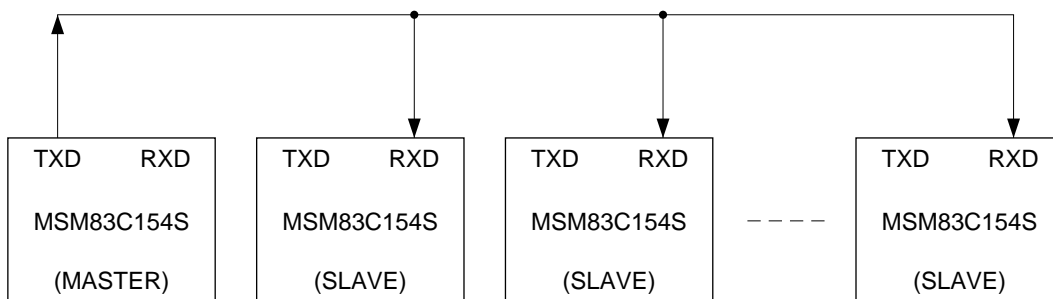 TXD RXD TXD RXD TXD RXD TXD RXD
MSM83C154S MSM83C154S MSM83C154S MSM83C154S
(MASTER) (SLAVE) (SLAVE) (SLAVE)